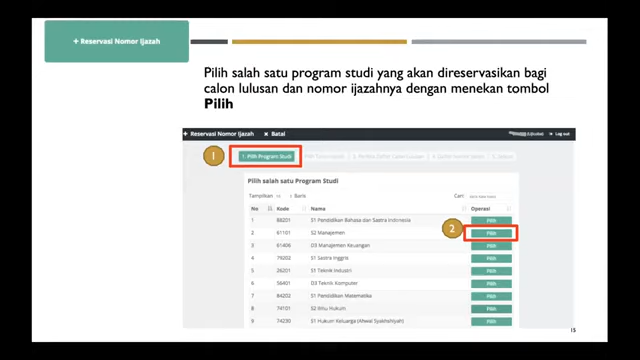 + Reservasi Nomor Ijazah
Pilih salah satu program studi yang akan direservasikan bagi
calon lulusan dan nomor ijazahnya dengan menekan tombol
Pilih
+ Reservasi Nomor Ijazah × Batal Log out
1 1. Pilih Program Studi
Pilih salah satu Program Studi
Tampilkan Baris Cari:
No Kode Nama Operasi
1 88201 S1 Pendidikan Bahasa dan Sastra Indonesia Pilih
2 61101 S2 Manajemen 2 Pilih
3 61406 D3 Manajemen Keuangan Pilih
4 79202 S1 Sastra Inggris Pilih
5 26201 S1 Teknik Industri Pilih
6 56401 D3 Teknik Komputer Pilih
7 84202 S1 Pendidikan Matematika Pilih
8 74101 S2 Ilmu Hukum Pilih
9 74230 S1 Hukum Keluarga (Ahwal Syakhshiyah) Pilih
15